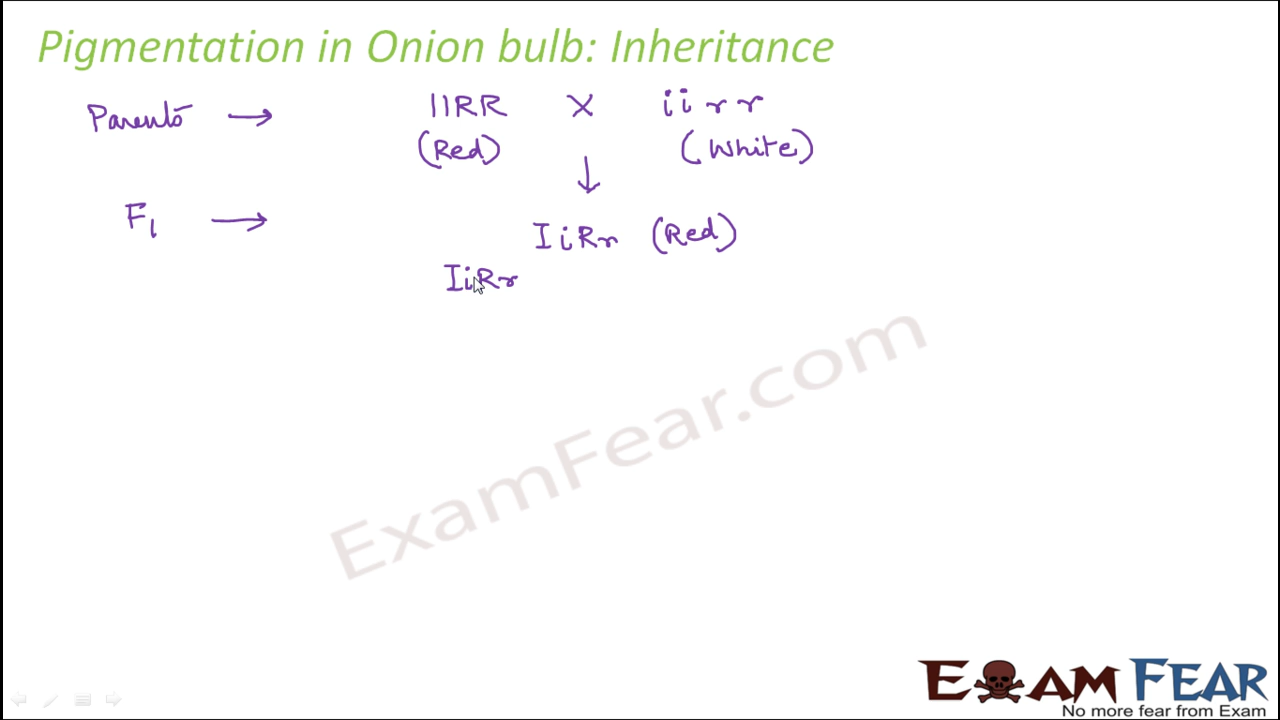 Pigmentation in Onion bulb: Inheritance
Parents → IIRR X iirr
(Red) (White)
↓
F1 → IiRr (Red)
IiRr
ExamFear.com
EXAM FEAR
No more fear from Exam